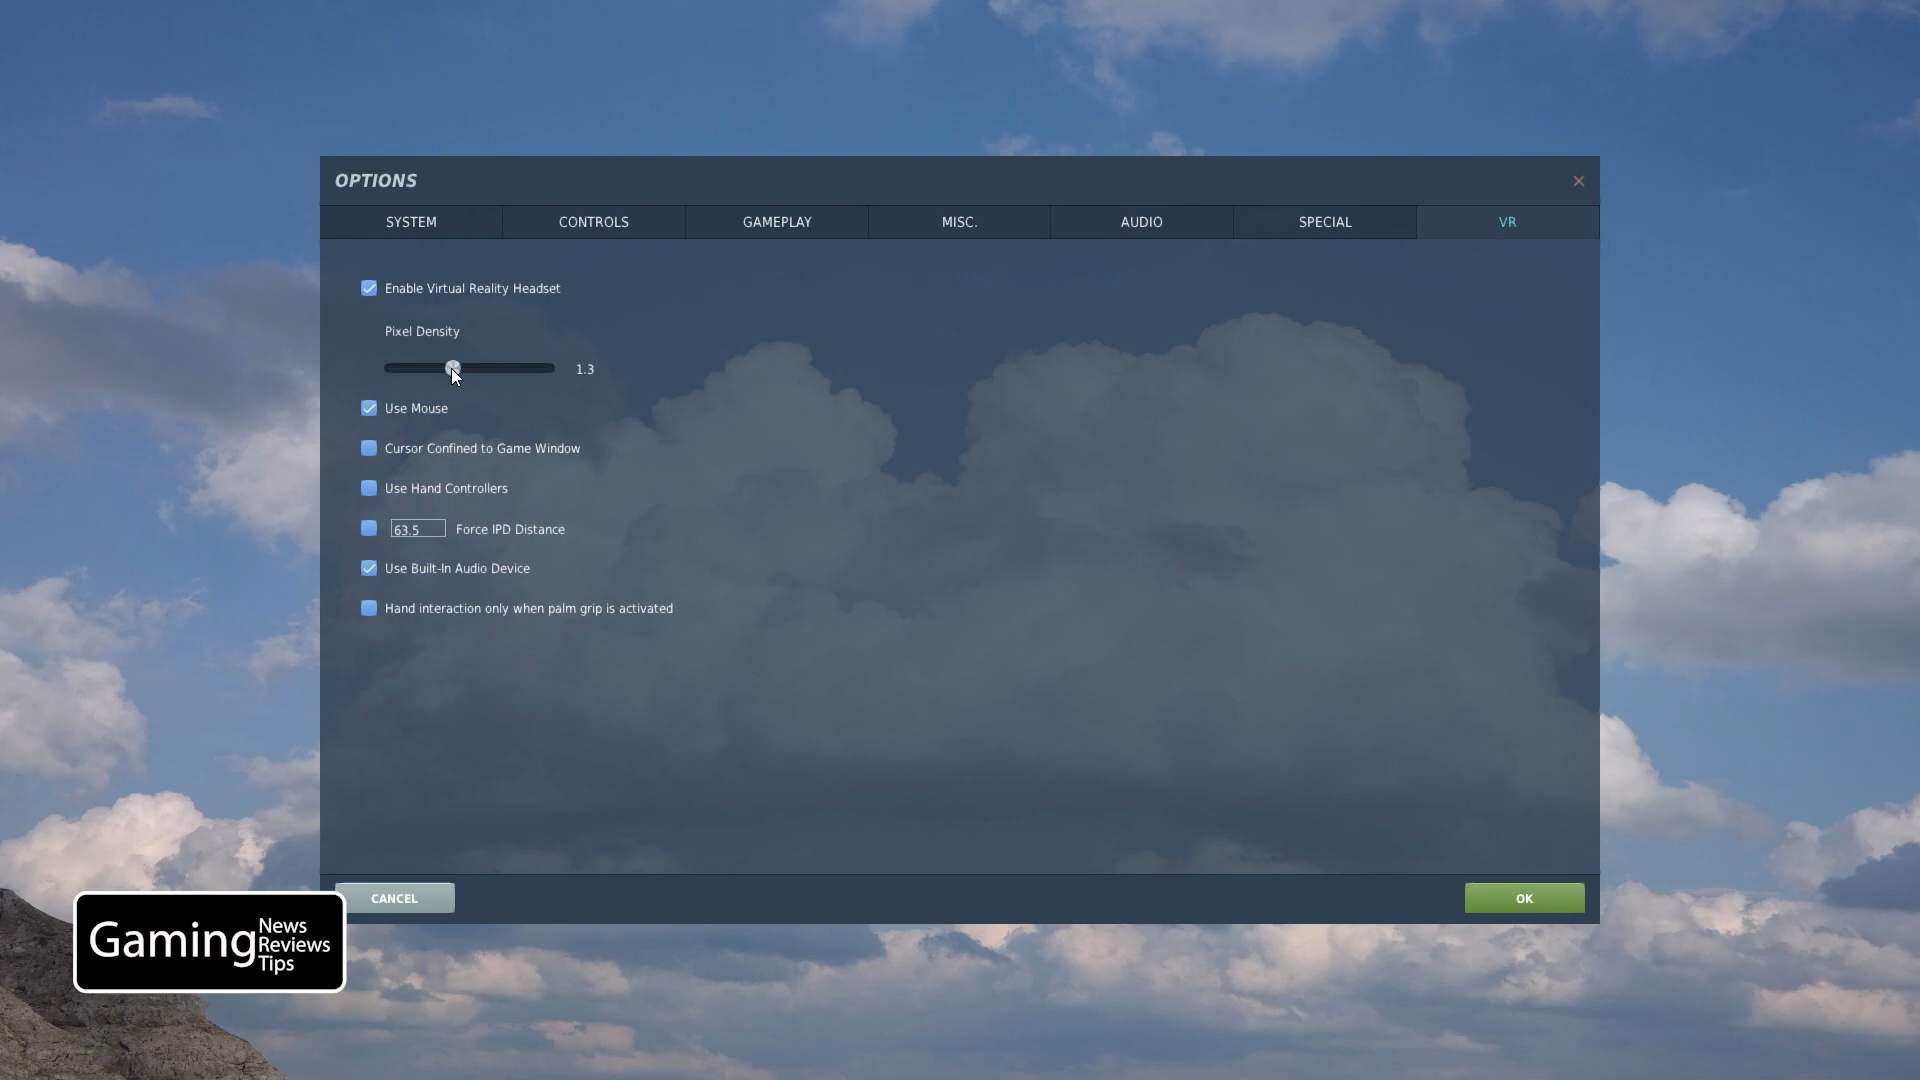 OPTIONS
SYSTEM CONTROLS GAMEPLAY MISC. AUDIO SPECIAL VR
Enable Virtual Reality Headset
Pixel Density
1.3
Use Mouse
Cursor Confined to Game Window
Use Hand Controllers
63.5 Force IPD Distance
Use Built-In Audio Device
Hand interaction only when palm grip is activated
CANCEL OK
Gaming
News
Reviews
Tips